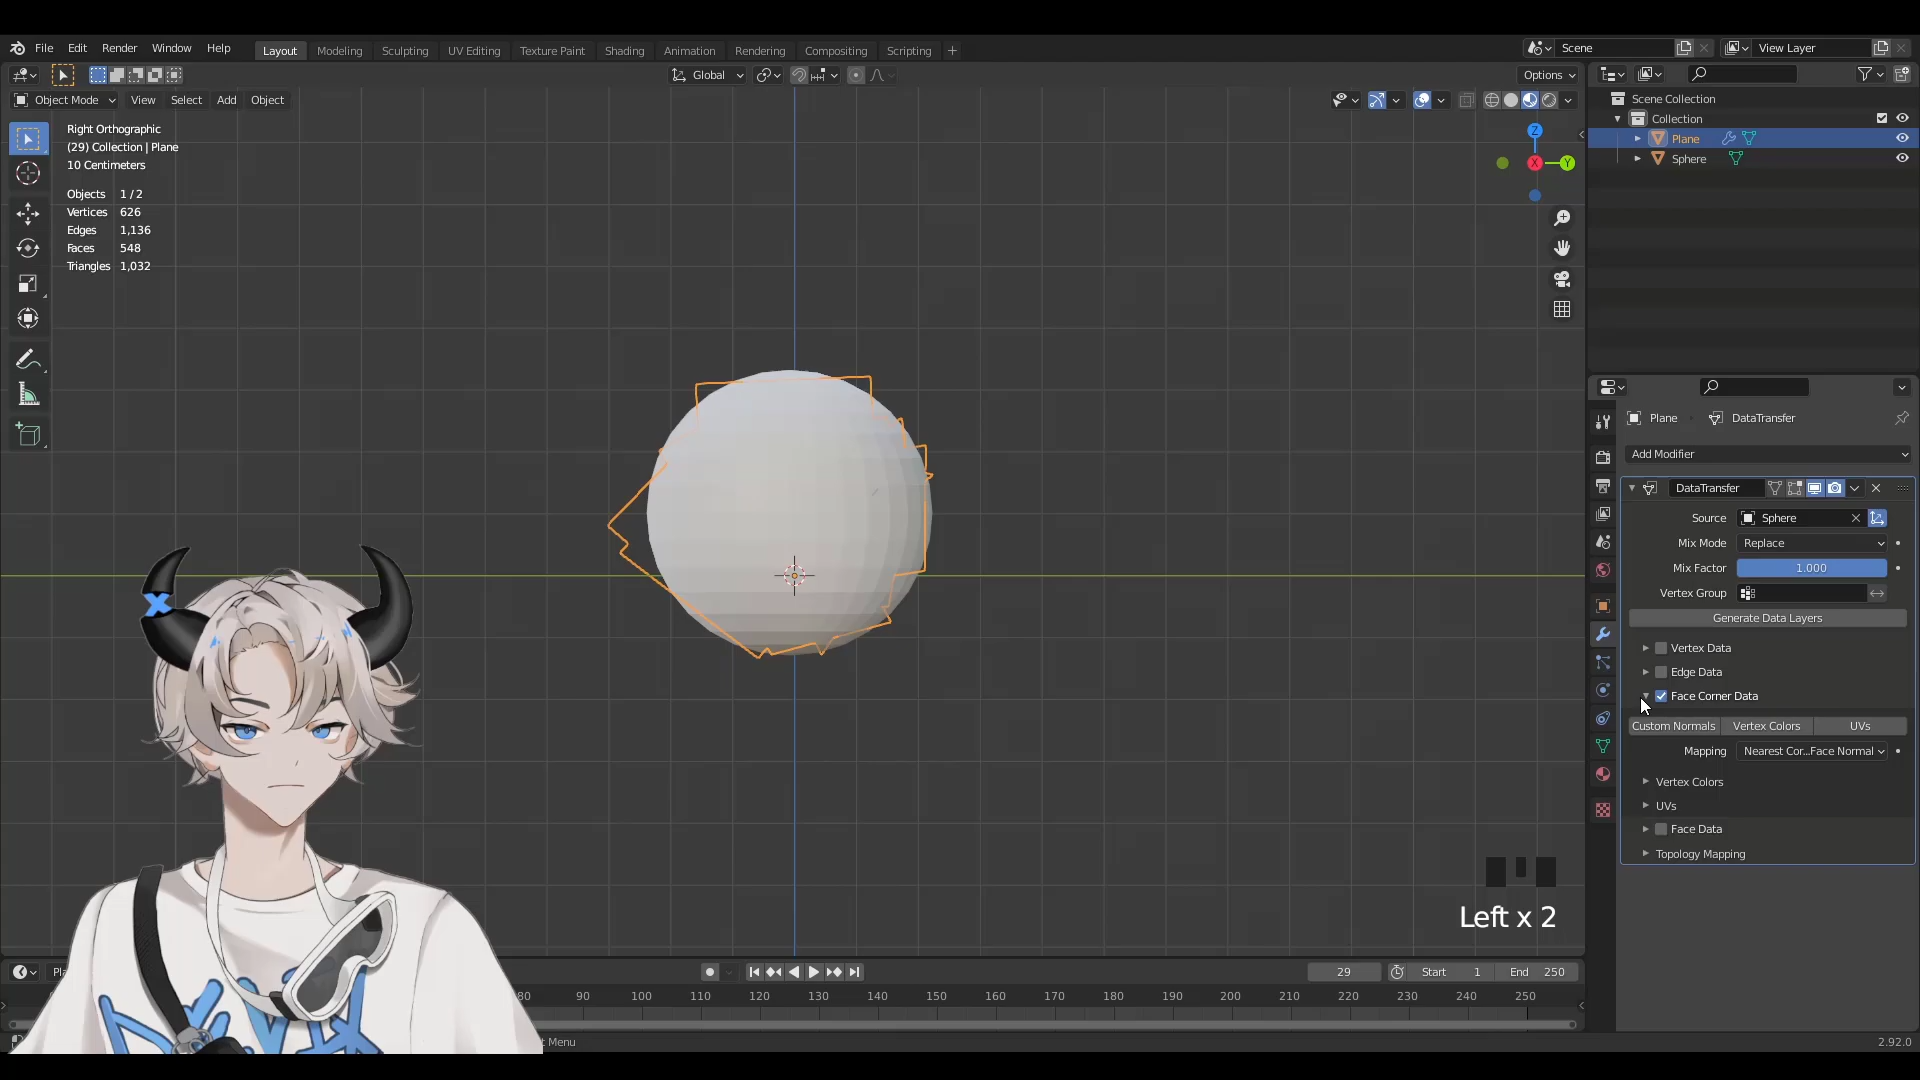 File Edit Render Window Help
Layout Modeling Sculpting UV Editing Texture Paint Shading Animation Rendering Compositing Scripting +
Scene
View Layer
Global
Options
Object Mode View Select Add Object
Right Orthographic
(29) Collection | Plane
10 Centimeters
Objects 1 / 2
Vertices 626
Edges 1,136
Faces 548
Triangles 1,032
Z
X
Y
Scene Collection
Collection
Plane
Sphere
Plane DataTransfer
Add Modifier
DataTransfer
Source Sphere
Mix Mode Replace
Mix Factor 1.000
Vertex Group
Generate Data Layers
Vertex Data
Edge Data
Face Corner Data
Custom Normals Vertex Colors UVs
Mapping Nearest Cor...Face Normal
Vertex Colors
UVs
Face Data
Topology Mapping
Left x 2
29 Start 1 End 250
80 90 100 110 120 130 140 150 160 170 180 190 200 210 220 230 240 250
t Menu
2.92.0